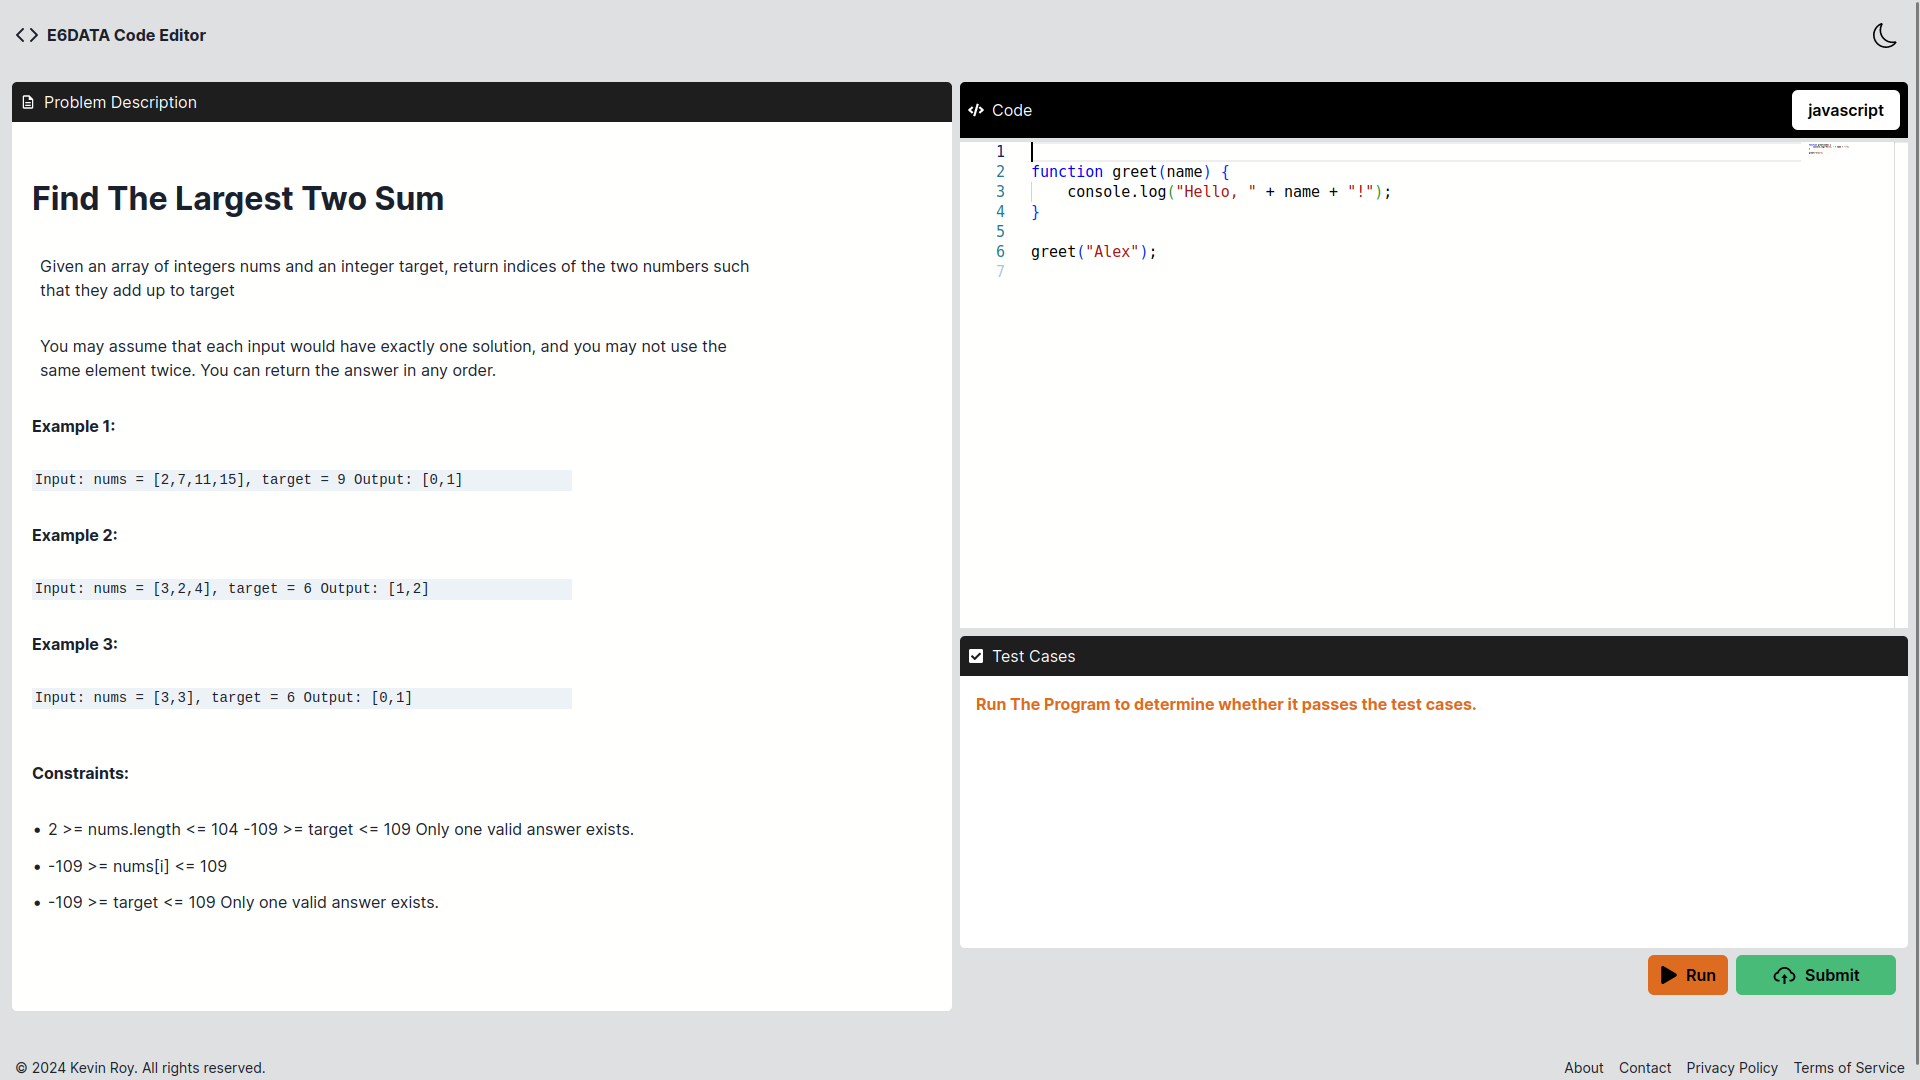 E6DATA Code Editor
Problem Description
Find The Largest Two Sum
Given an array of integers nums and an integer target, return indices of the two numbers such
that they add up to target
You may assume that each input would have exactly one solution, and you may not use the
same element twice. You can return the answer in any order.
Example 1:
Input: nums = [2,7,11,15], target = 9 Output: [0,1]
Example 2:
Input: nums = [3,2,4], target = 6 Output: [1,2]
Example 3:
Input: nums = [3,3], target = 6 Output: [0,1]
Constraints:
• 2 >= nums.length <= 104 -109 >= target <= 109 Only one valid answer exists.
• -109 >= nums[i] <= 109
• -109 >= target <= 109 Only one valid answer exists.
Code
javascript
1
2 function greet(name) {
3     console.log("Hello, " + name + "!");
4 }
5
6 greet("Alex");
7
Test Cases
Run The Program to determine whether it passes the test cases.
Run
Submit
© 2024 Kevin Roy. All rights reserved.
About Contact Privacy Policy Terms of Service